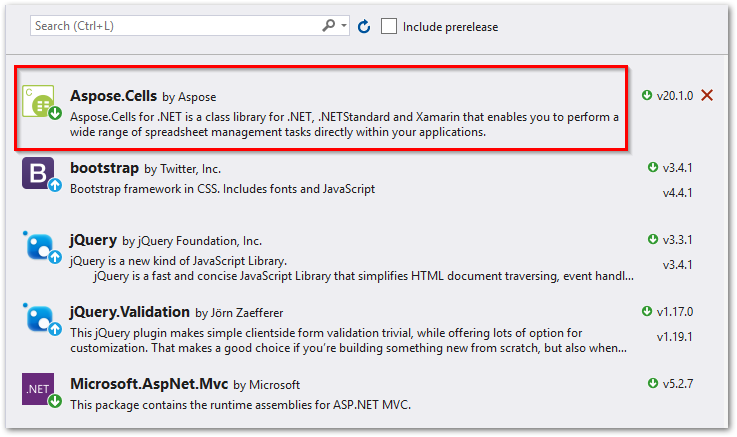 Search (Ctrl+L)
Include prerelease
C
Aspose.Cells by Aspose
v20.1.0
Aspose.Cells for .NET is a class library for .NET, .NETStandard and Xamarin that enables you to perform a
wide range of spreadsheet management tasks directly within your applications.
B
bootstrap by Twitter, Inc.
v3.4.1
Bootstrap framework in CSS. Includes fonts and JavaScript
v4.4.1
jQuery by jQuery Foundation, Inc.
v3.3.1
jQuery is a new kind of JavaScript Library.
v3.4.1
jQuery is a fast and concise JavaScript Library that simplifies HTML document traversing, event handl...
jQuery.Validation by Jörn Zaefferer
v1.17.0
This jQuery plugin makes simple clientside form validation trivial, while offering lots of option for
v1.19.1
customization. That makes a good choice if you’re building something new from scratch, but also when...
.NET
Microsoft.AspNet.Mvc by Microsoft
v5.2.7
This package contains the runtime assemblies for ASP.NET MVC.